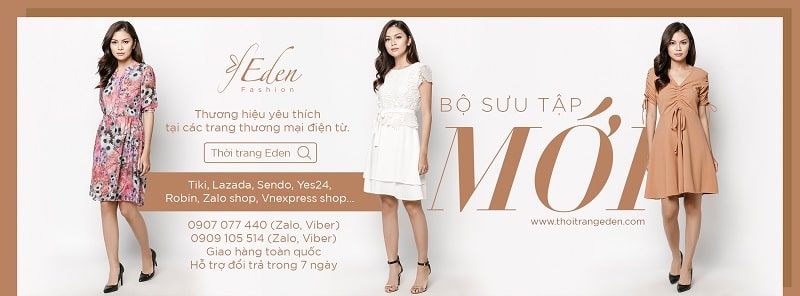 Eden
Fashion
Thương hiệu yêu thích
tại các trang thương mại điện tử.
Thời trang Eden
Tiki, Lazada, Sendo, Yes24,
Robin, Zalo shop, Vnexpress shop...
0907 077 440 (Zalo, Viber)
0909 105 514 (Zalo, Viber)
Giao hàng toàn quốc
Hỗ trợ đổi trả trong 7 ngày
BỘ SƯU TẬP
MỚI
www.thoitrangeden.com